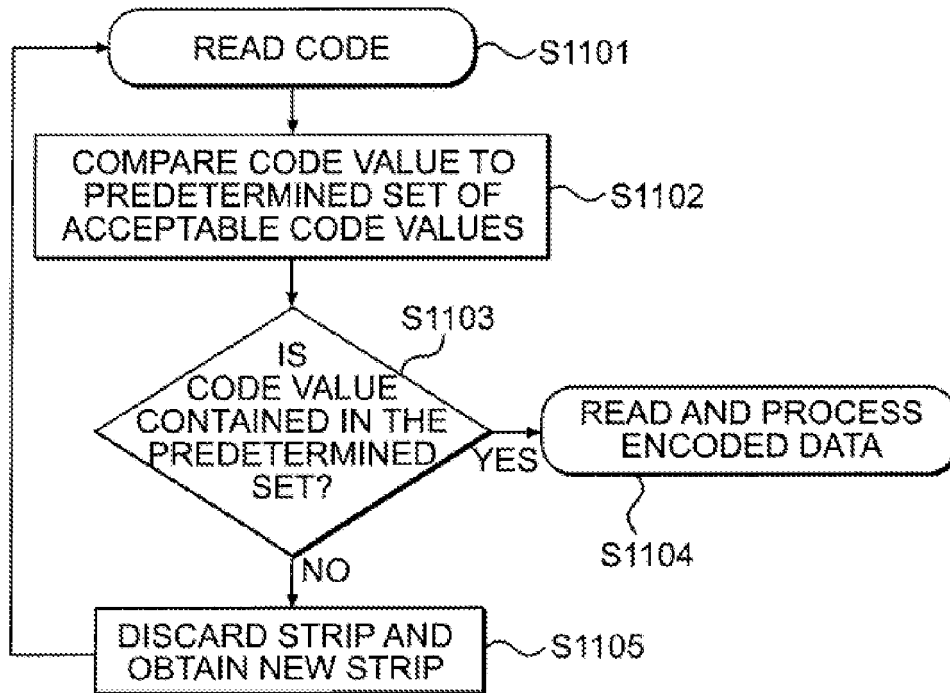 READ CODE
S1101
COMPARE CODE VALUE TO
PREDETERMINED SET OF
ACCEPTABLE CODE VALUES
S1102
S1103
IS
CODE VALUE
CONTAINED IN THE
PREDETERMINED
SET?
YES
READ AND PROCESS
ENCODED DATA
S1104
NO
DISCARD STRIP AND
OBTAIN NEW STRIP
S1105